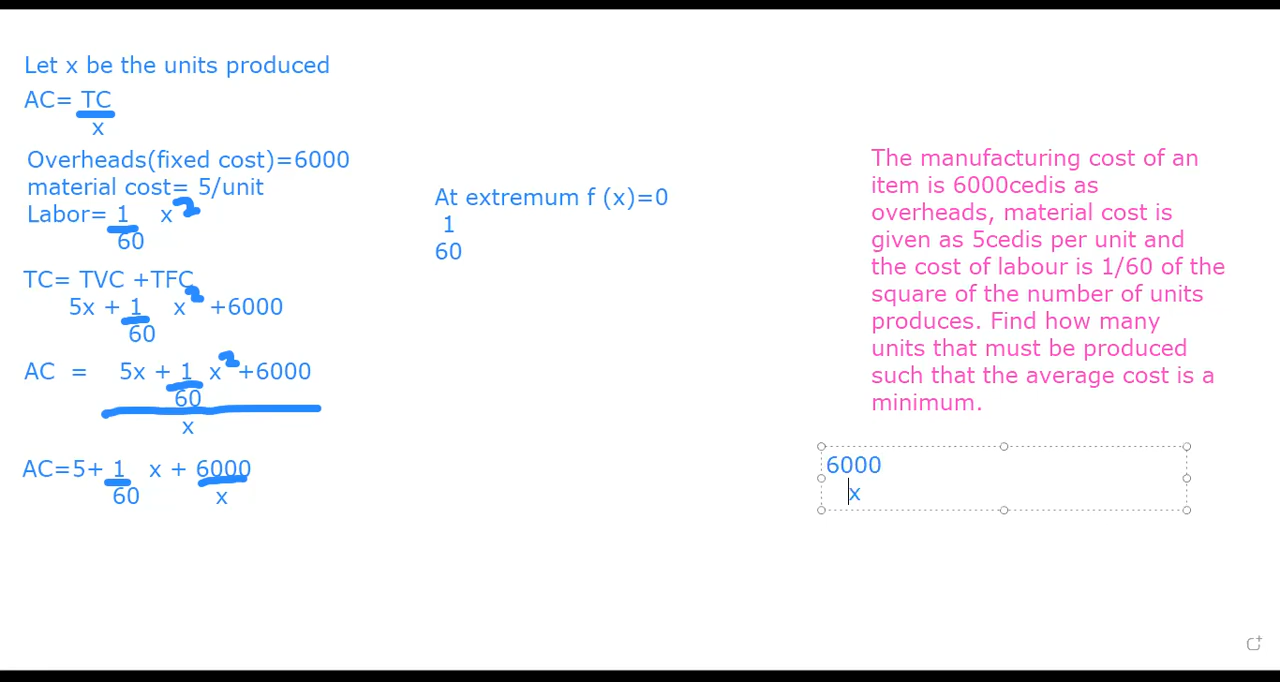 Let x be the units produced
AC= TC
x
Overheads(fixed cost)=6000
material cost= 5/unit
Labor= 1 x 2
60
TC= TVC +TFC
5x + 1 x 2 +6000
60
AC = 5x + 1 x 2 +6000
60
x
AC=5+ 1 x + 6000
60 x
At extremum f (x)=0
1
60
The manufacturing cost of an
item is 6000cedis as
overheads, material cost is
given as 5cedis per unit and
the cost of labour is 1/60 of the
square of the number of units
produces. Find how many
units that must be produced
such that the average cost is a
minimum.
6000
x